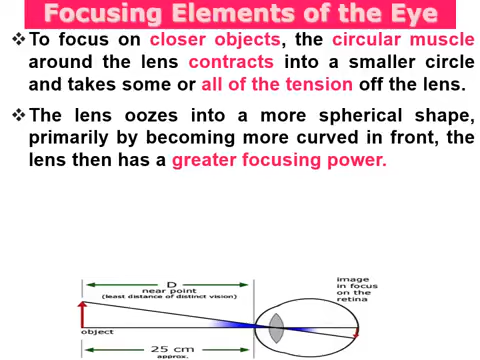 Focusing Elements of the Eye
❖ To focus on closer objects, the circular muscle
around the lens contracts into a smaller circle
and takes some or all of the tension off the lens.
❖ The lens oozes into a more spherical shape,
primarily by becoming more curved in front, the
lens then has a greater focusing power.
D
near point
(least distance of distinct vision)
image
in focus
on the
retina
object
25 cm
approx.